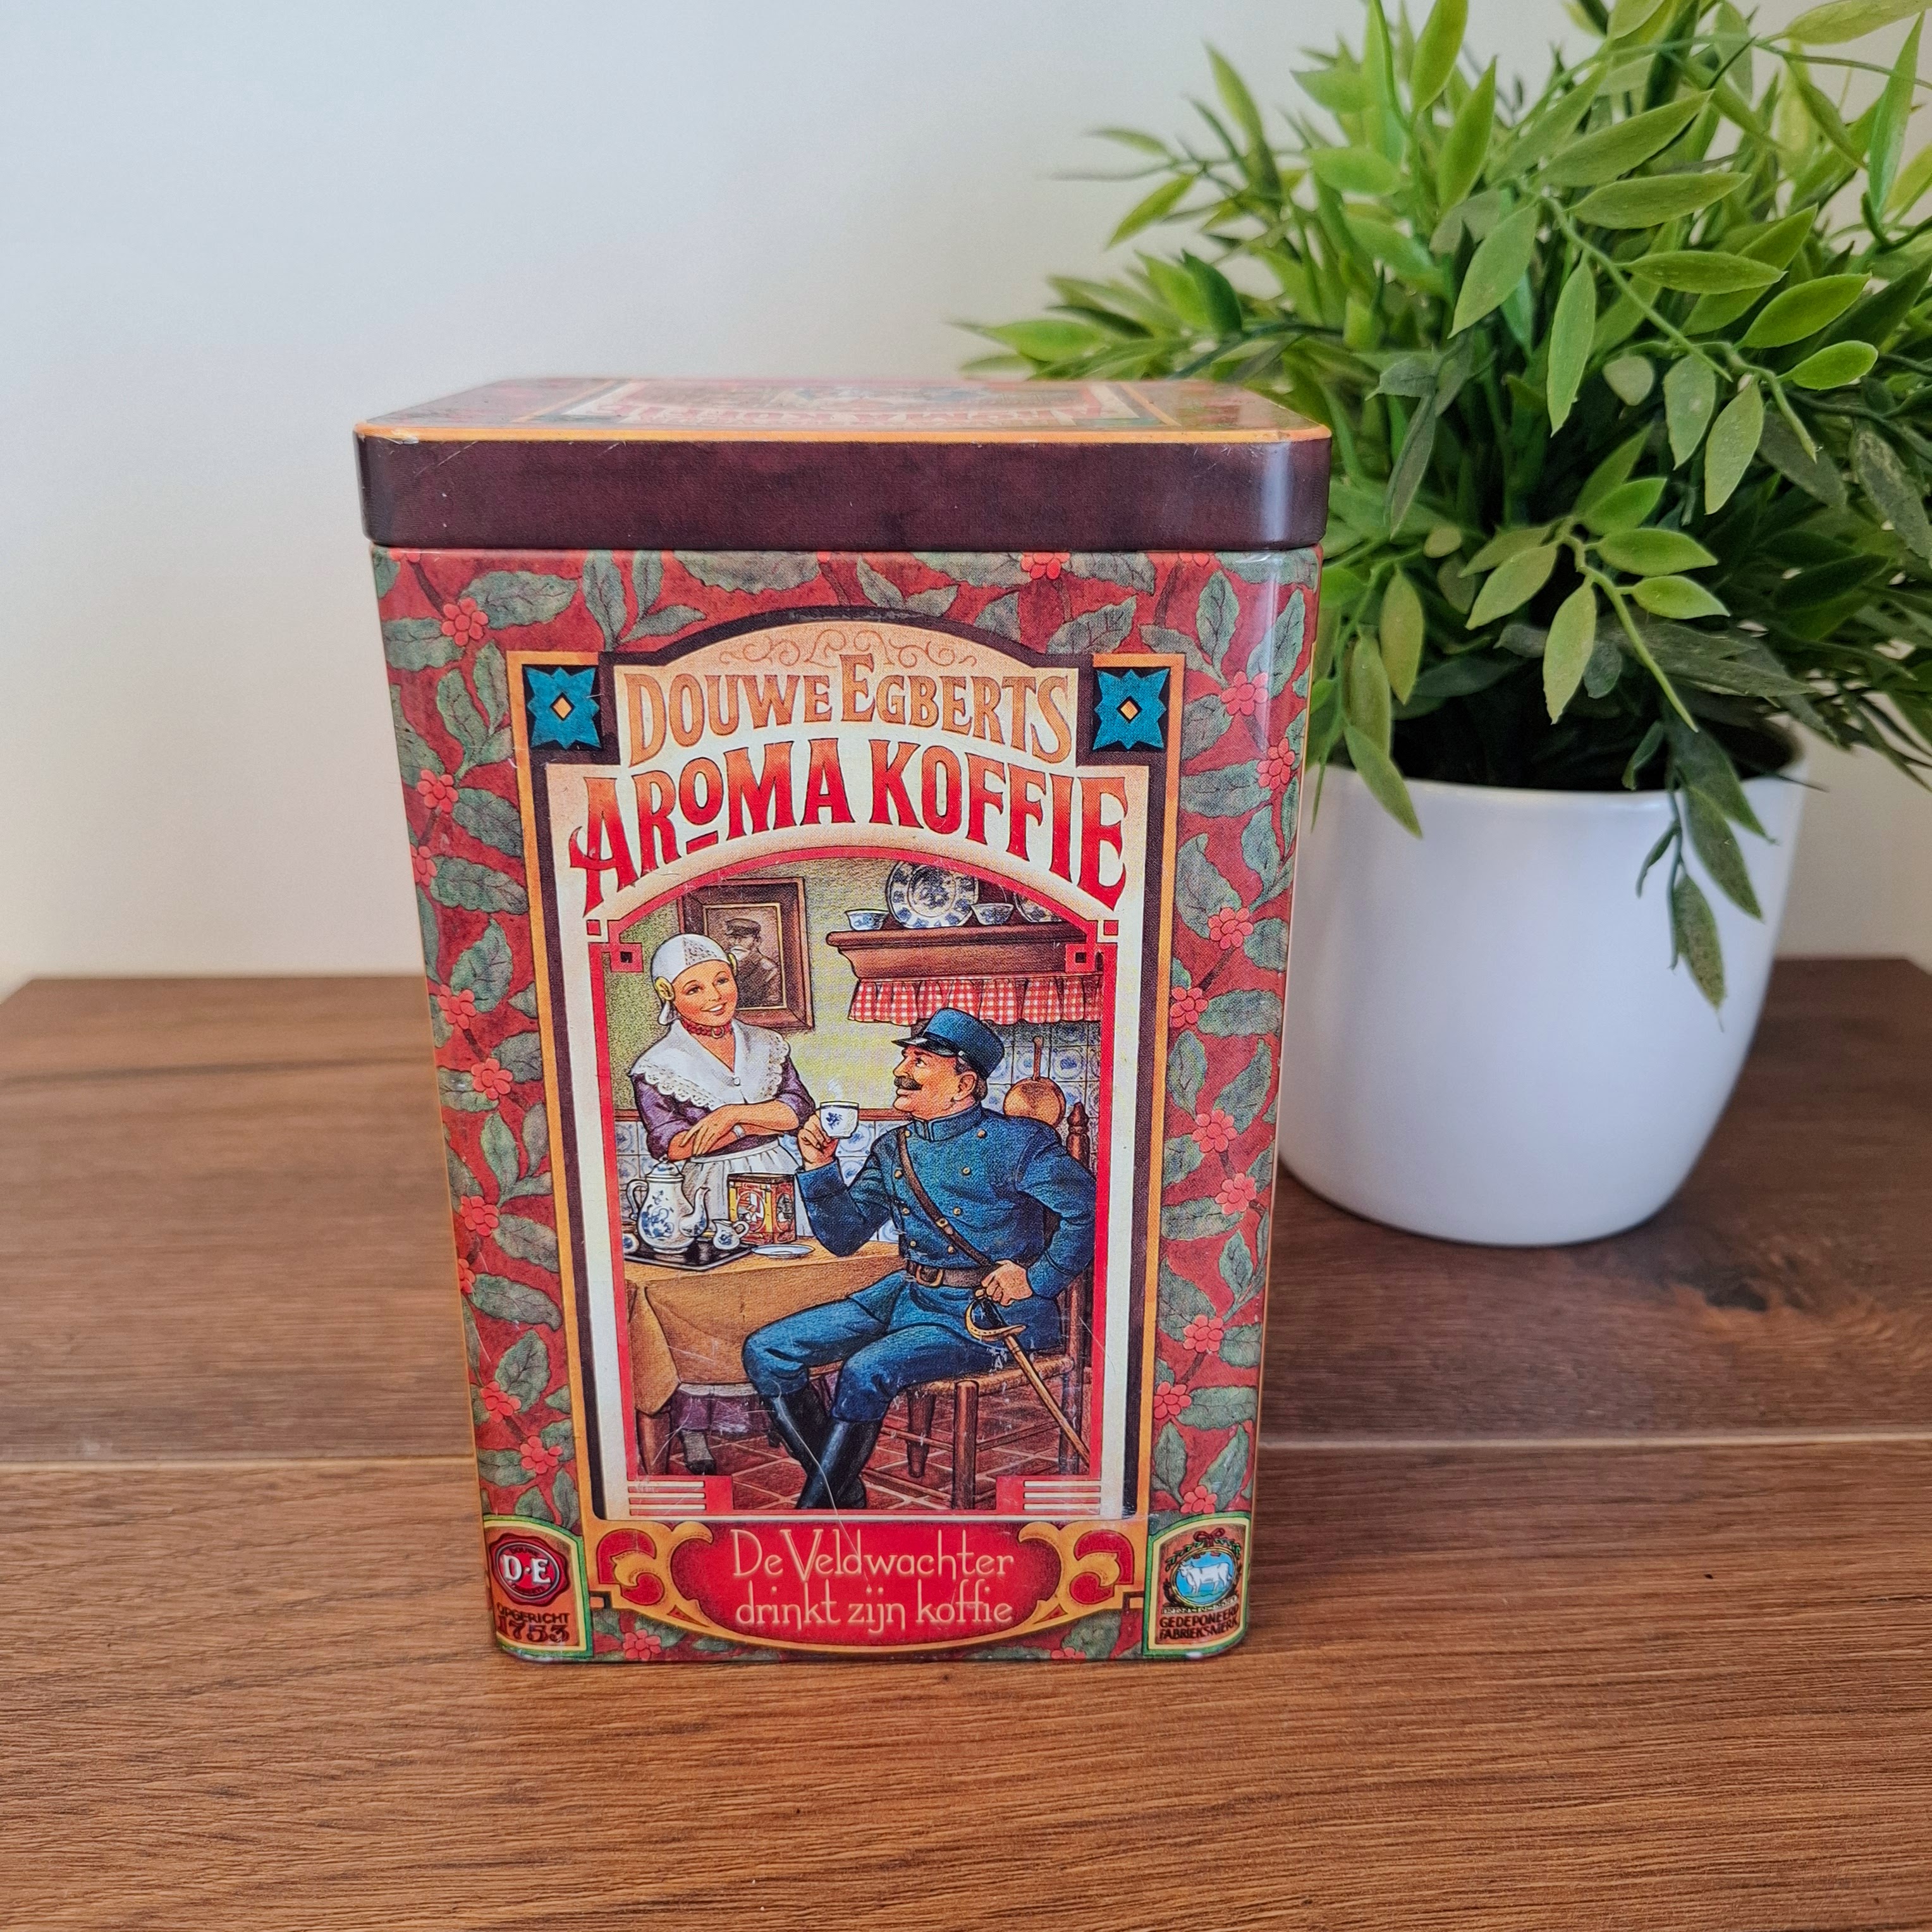 DOUWE EGBERTS
AROMA KOFFIE
De Veldwachter
drinkt zijn koffie
D·E
OPGERICHT
1753
GEDEPONEERD
FABRIEKSMERK